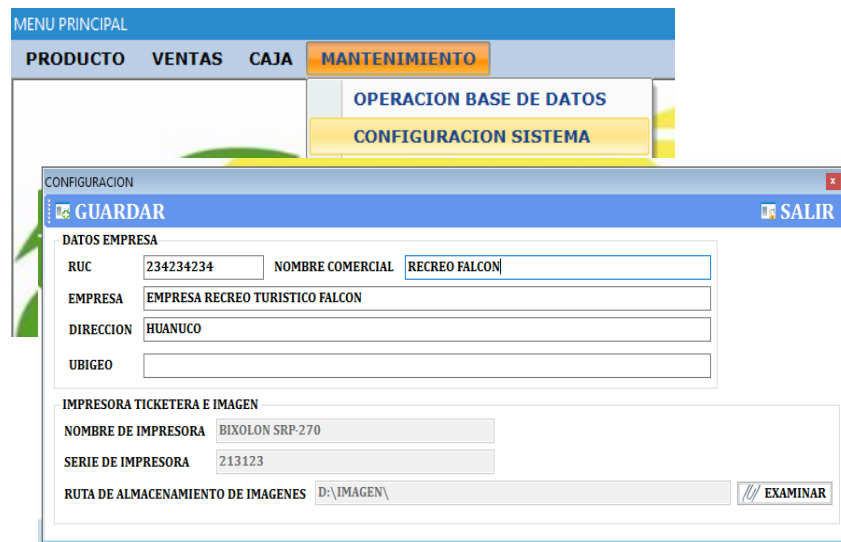 MENU PRINCIPAL
PRODUCTO VENTAS CAJA MANTENIMIENTO
OPERACION BASE DE DATOS
CONFIGURACION SISTEMA
CONFIGURACION x
GUARDAR SALIR
DATOS EMPRESA
RUC 234234234 NOMBRE COMERCIAL RECREO FALCON
EMPRESA EMPRESA RECREO TURISTICO FALCON
DIRECCION HUANUCO
UBIGEO
IMPRESORA TICKETERA E IMAGEN
NOMBRE DE IMPRESORA BIXOLON SRP-270
SERIE DE IMPRESORA 213123
RUTA DE ALMACENAMIENTO DE IMAGENES D:\IMAGEN\ EXAMINAR